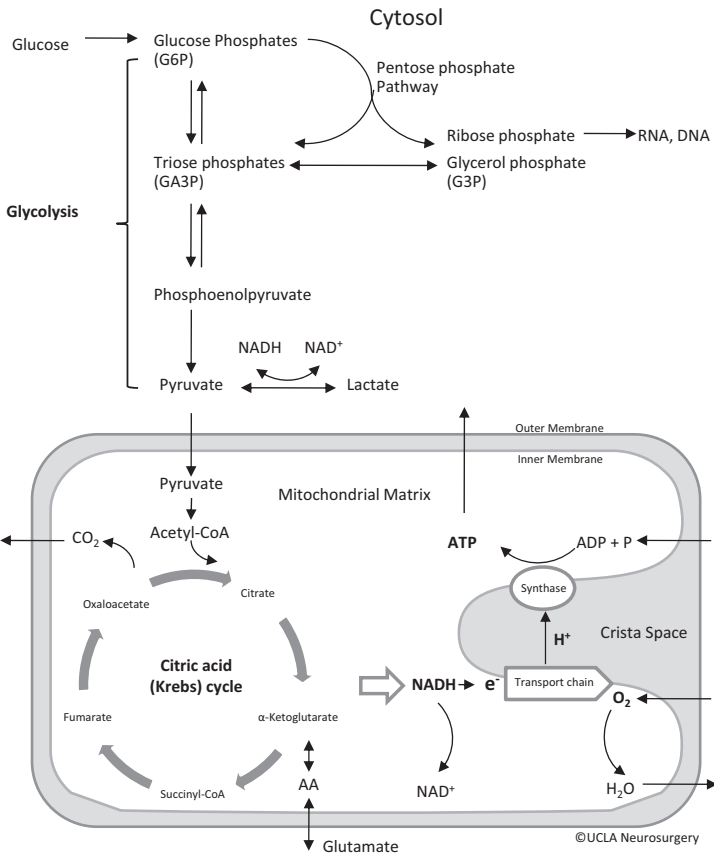 Cytosol
Glucose
Glucose Phosphates
(G6P)
Pentose phosphate
Pathway
Ribose phosphate
RNA, DNA
Triose phosphates
(GA3P)
Glycerol phosphate
(G3P)
Glycolysis
Phosphoenolpyruvate
NADH
NAD⁺
Pyruvate
Lactate
Outer Membrane
Inner Membrane
Pyruvate
Mitochondrial Matrix
Acetyl-CoA
CO₂
ATP
ADP + P
Synthase
Citrate
Oxaloacetate
H⁺
Crista Space
Citric acid
(Krebs) cycle
NADH
e⁻
Transport chain
O₂
Fumarate
α-Ketoglutarate
Succinyl-CoA
AA
NAD⁺
H₂O
©UCLA Neurosurgery
Glutamate